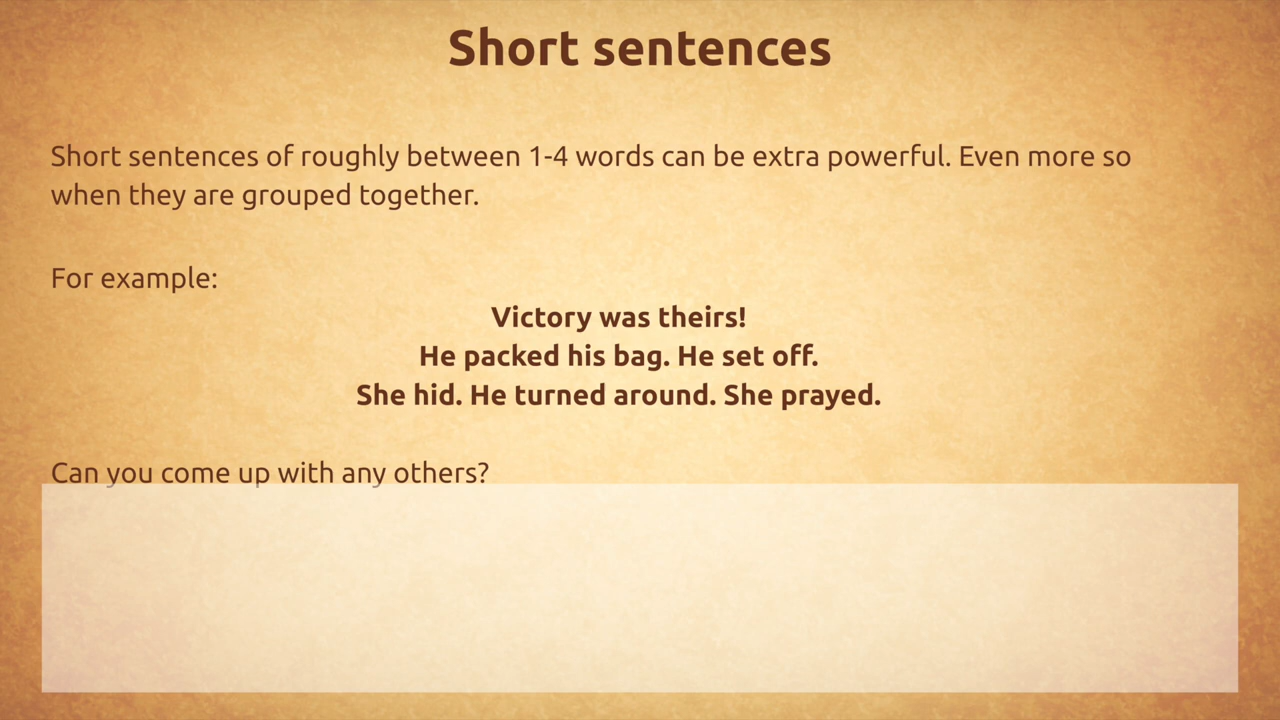 Short sentences
Short sentences of roughly between 1-4 words can be extra powerful. Even more so
when they are grouped together.
For example:
Victory was theirs!
He packed his bag. He set off.
She hid. He turned around. She prayed.
Can you come up with any others?